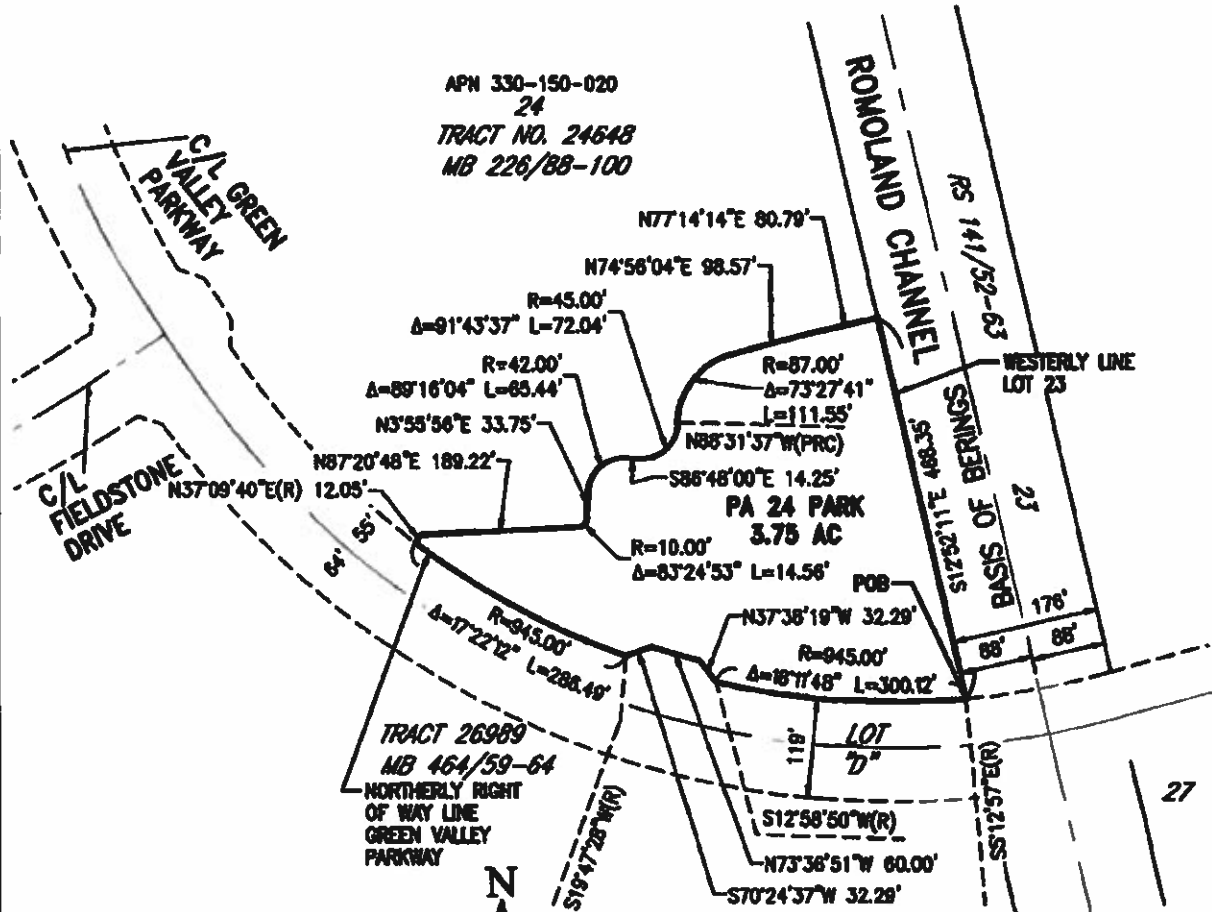 APN 330-150-020
24
TRACT NO. 24648
MB 226/88-100
C/L GREEN
VALLEY
PARKWAY
ROMOLAND CHANNEL
RS 141/52-63
N77°14'14"E 80.79'
N74°56'04"E 98.57'
R=45.00'
Δ=91°43'37" L=72.04'
R=42.00'
Δ=89°16'04" L=65.44'
N3°55'56"E 33.75'
N87°20'48"E 189.22'
N37°09'40"E(R) 12.05'
R=87.00'
Δ=73°27'41"
L=111.55'
N88°31'37"W(PRC)
S86°48'00"E 14.25'
WESTERLY LINE
LOT 23
C/L
FIELDSTONE
DRIVE
55'
64'
PA 24 PARK
3.75 AC
R=10.00'
Δ=83°24'53" L=14.56'
S12°52'11"E 468.35'
BASIS OF BERINGS
23
POB
176'
88'
88'
N37°38'19"W 32.29'
R=945.00'
Δ=17°22'12" L=286.49'
R=945.00'
Δ=18°11'48" L=300.12'
TRACT 26989
MB 464/59-64
119'
LOT
"D"
NORTHERLY RIGHT
OF WAY LINE
GREEN VALLEY
PARKWAY
S19°47'28"W(R)
S12°58'50"W(R)
S5°12'57"E(R)
27
N73°36'51"W 60.00'
S70°24'37"W 32.29'
N